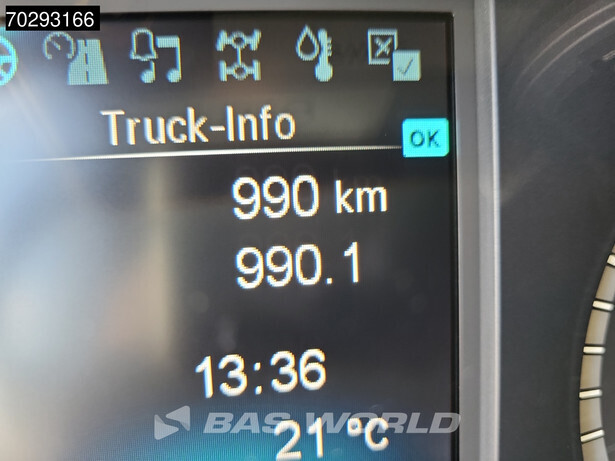 70293166
Truck-Info
OK
990 km
990.1
13:36
BAS WORLD
21 °C